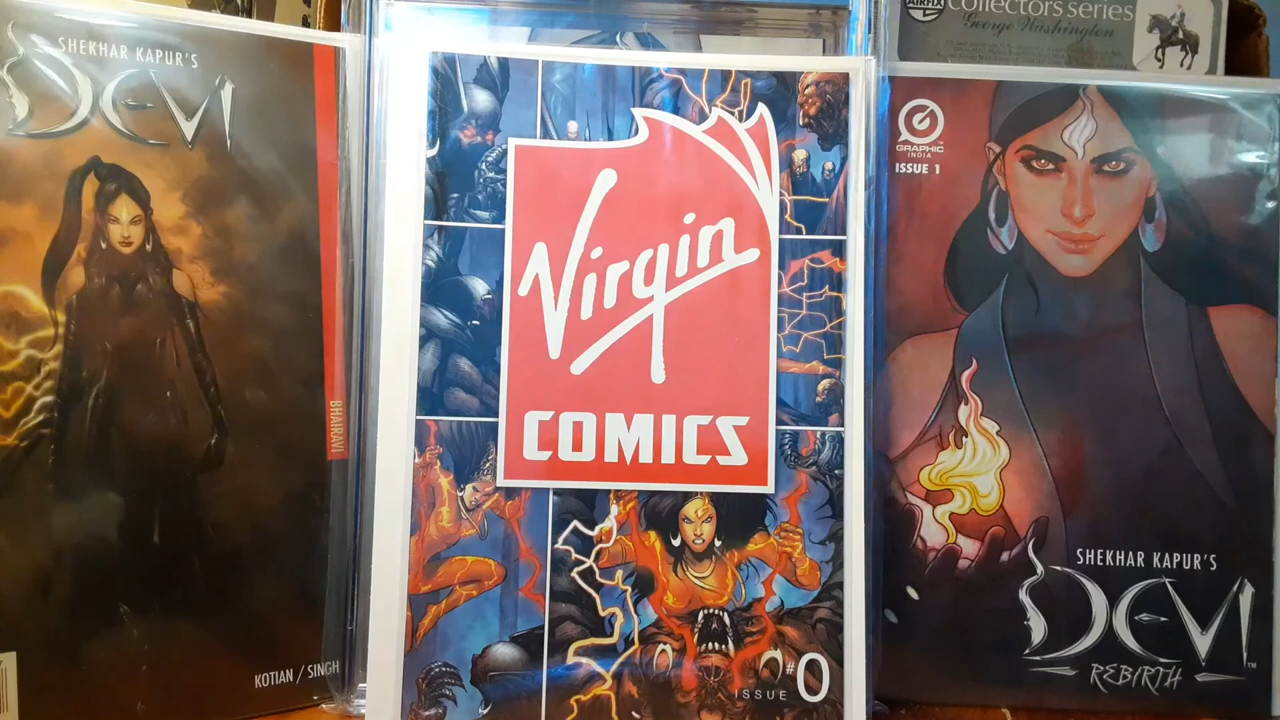 SHEKHAR KAPUR'S
DEVI
BHAIRAVI
KOTIAN / SINGH
Virgin
COMICS
ISSUE #0
AIRFIX
collectors series
George Washington
GRAPHIC
INDIA
ISSUE 1
SHEKHAR KAPUR'S
DEVI
REBIRTH